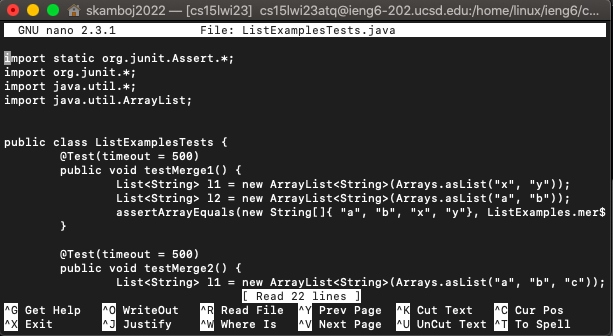 skamboj2022 — [cs15lwi23] cs15lwi23atq@ieng6-202.ucsd.edu:/home/linux/ieng6/c...
GNU nano 2.3.1 File: ListExamplesTests.java
import static org.junit.Assert.*;
import org.junit.*;
import java.util.*;
import java.util.ArrayList;
public class ListExamplesTests {
@Test(timeout = 500)
public void testMerge1() {
List<String> l1 = new ArrayList<String>(Arrays.asList("x", "y"));
List<String> l2 = new ArrayList<String>(Arrays.asList("a", "b"));
assertArrayEquals(new String[]{ "a", "b", "x", "y"}, ListExamples.mer$
}
@Test(timeout = 500)
public void testMerge2() {
List<String> l1 = new ArrayList<String>(Arrays.asList("a", "b", "c"));
[ Read 22 lines ]
^G Get Help ^O WriteOut ^R Read File ^Y Prev Page ^K Cut Text ^C Cur Pos
^X Exit ^J Justify ^W Where Is ^V Next Page ^U UnCut Text ^T To Spell